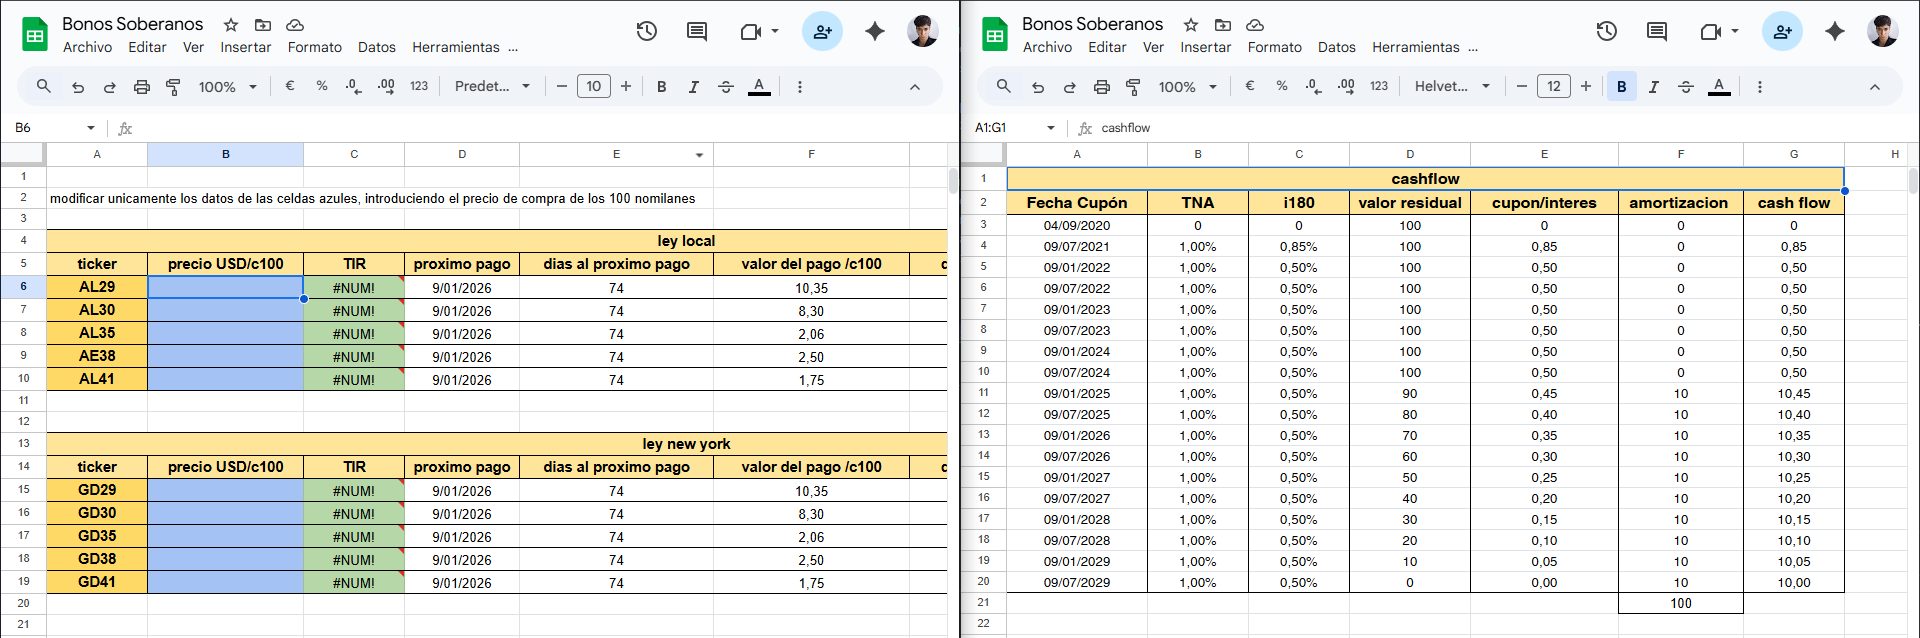 Bonos Soberanos
Archivo Editar Ver Insertar Formato Datos Herramientas ...
100% € % .0 .00 123 Predet... − 10 + B I S A
B6 fx
A B C D E F
1
2 modificar unicamente los datos de las celdas azules, introduciendo el precio de compra de los 100 nomilanes
3
4 ley local
5 ticker precio USD/c100 TIR proximo pago dias al proximo pago valor del pago /c100
6 AL29 #NUM! 9/01/2026 74 10,35
7 AL30 #NUM! 9/01/2026 74 8,30
8 AL35 #NUM! 9/01/2026 74 2,06
9 AE38 #NUM! 9/01/2026 74 2,50
10 AL41 #NUM! 9/01/2026 74 1,75
11
12
13 ley new york
14 ticker precio USD/c100 TIR proximo pago dias al proximo pago valor del pago /c100
15 GD29 #NUM! 9/01/2026 74 10,35
16 GD30 #NUM! 9/01/2026 74 8,30
17 GD35 #NUM! 9/01/2026 74 2,06
18 GD38 #NUM! 9/01/2026 74 2,50
19 GD41 #NUM! 9/01/2026 74 1,75
20
21
Bonos Soberanos
Archivo Editar Ver Insertar Formato Datos Herramientas ...
100% € % .0 .00 123 Helvet... − 12 + B I S A
A1:G1 fx cashflow
A B C D E F G H
1 cashflow
2 Fecha Cupón TNA i180 valor residual cupon/interes amortizacion cash flow
3 04/09/2020 0 0 100 0 0 0
4 09/07/2021 1,00% 0,85% 100 0,85 0 0,85
5 09/01/2022 1,00% 0,50% 100 0,50 0 0,50
6 09/07/2022 1,00% 0,50% 100 0,50 0 0,50
7 09/01/2023 1,00% 0,50% 100 0,50 0 0,50
8 09/07/2023 1,00% 0,50% 100 0,50 0 0,50
9 09/01/2024 1,00% 0,50% 100 0,50 0 0,50
10 09/07/2024 1,00% 0,50% 100 0,50 0 0,50
11 09/01/2025 1,00% 0,50% 90 0,45 10 10,45
12 09/07/2025 1,00% 0,50% 80 0,40 10 10,40
13 09/01/2026 1,00% 0,50% 70 0,35 10 10,35
14 09/07/2026 1,00% 0,50% 60 0,30 10 10,30
15 09/01/2027 1,00% 0,50% 50 0,25 10 10,25
16 09/07/2027 1,00% 0,50% 40 0,20 10 10,20
17 09/01/2028 1,00% 0,50% 30 0,15 10 10,15
18 09/07/2028 1,00% 0,50% 20 0,10 10 10,10
19 09/01/2029 1,00% 0,50% 10 0,05 10 10,05
20 09/07/2029 1,00% 0,50% 0 0,00 10 10,00
21 100
22